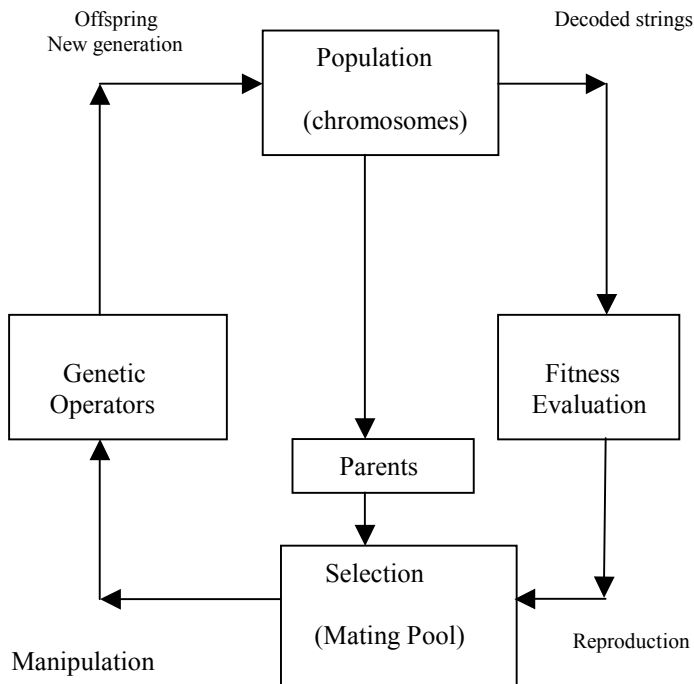 Offspring
New generation
Decoded strings
Population
(chromosomes)
Genetic
Operators
Fitness
Evaluation
Parents
Selection
(Mating Pool)
Manipulation
Reproduction